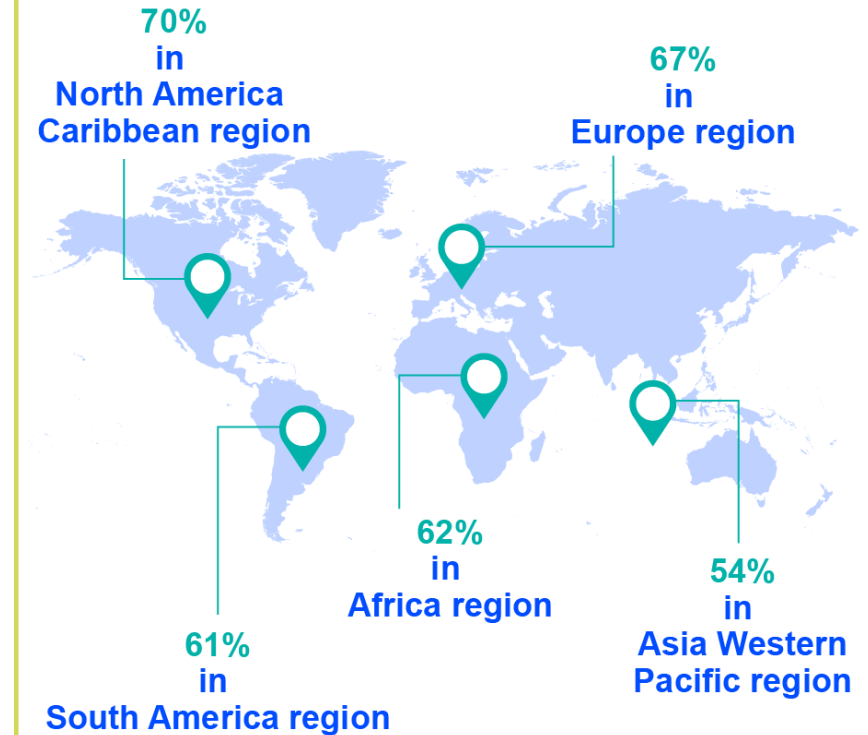 70%
in
North America
Caribbean region
67%
in
Europe region
62%
in
Africa region
54%
in
Asia Western
Pacific region
61%
in
South America region